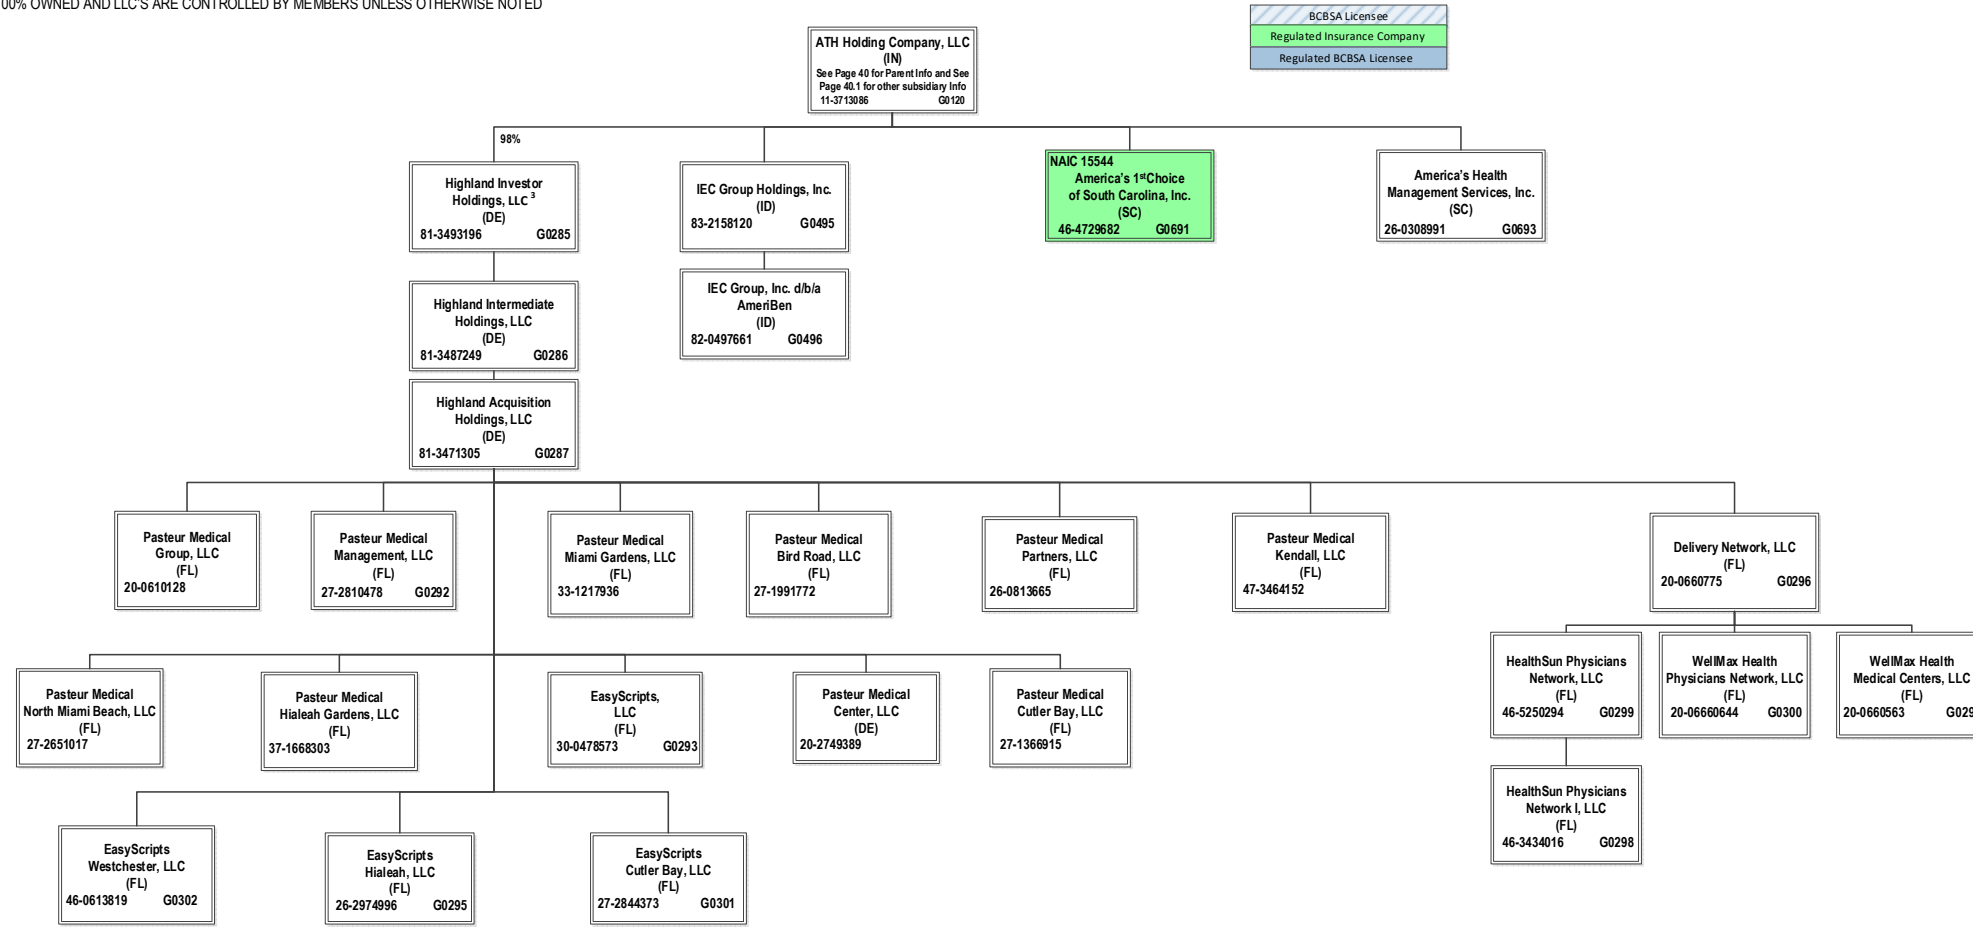 00% OWNED AND LLC'S ARE CONTROLLED BY MEMBERS UNLESS OTHERWISE NOTED
BCBSA Licensee
Regulated Insurance Company
Regulated BCBSA Licensee
ATH Holding Company, LLC
(IN)
See Page 40 for Parent Info and See
Page 40.1 for other subsidiary Info
11-3713086 G0120
98%
Highland Investor
Holdings, LLC 3
(DE)
81-3493196 G0285
IEC Group Holdings, Inc.
(ID)
83-2158120 G0495
NAIC 15544
America's 1st Choice
of South Carolina, Inc.
(SC)
46-4729682 G0691
America's Health
Management Services, Inc.
(SC)
26-0308991 G0693
Highland Intermediate
Holdings, LLC
(DE)
81-3487249 G0286
IEC Group, Inc. d/b/a
AmeriBen
(ID)
82-0497661 G0496
Highland Acquisition
Holdings, LLC
(DE)
81-3471305 G0287
Pasteur Medical
Group, LLC
(FL)
20-0610128
Pasteur Medical
Management, LLC
(FL)
27-2810478 G0292
Pasteur Medical
Miami Gardens, LLC
(FL)
33-1217936
Pasteur Medical
Bird Road, LLC
(FL)
27-1991772
Pasteur Medical
Partners, LLC
(FL)
26-0813665
Pasteur Medical
Kendall, LLC
(FL)
47-3464152
Delivery Network, LLC
(FL)
20-0660775 G0296
Pasteur Medical
North Miami Beach, LLC
(FL)
27-2651017
Pasteur Medical
Hialeah Gardens, LLC
(FL)
37-1668303
EasyScripts,
LLC
(FL)
30-0478573 G0293
Pasteur Medical
Center, LLC
(DE)
20-2749389
Pasteur Medical
Cutler Bay, LLC
(FL)
27-1366915
HealthSun Physicians
Network, LLC
(FL)
46-5250294 G0299
WellMax Health
Physicians Network, LLC
(FL)
20-06660644 G0300
WellMax Health
Medical Centers, LLC
(FL)
20-0660563 G029
HealthSun Physicians
Network I, LLC
(FL)
46-3434016 G0298
EasyScripts
Westchester, LLC
(FL)
46-0613819 G0302
EasyScripts
Hialeah, LLC
(FL)
26-2974996 G0295
EasyScripts
Cutler Bay, LLC
(FL)
27-2844373 G0301